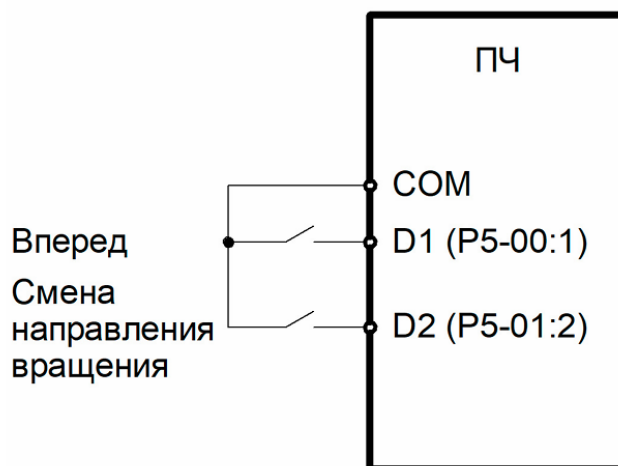 ПЧ
COM
Вперед
D1 (P5-00:1)
Смена
направления
вращения
D2 (P5-01:2)